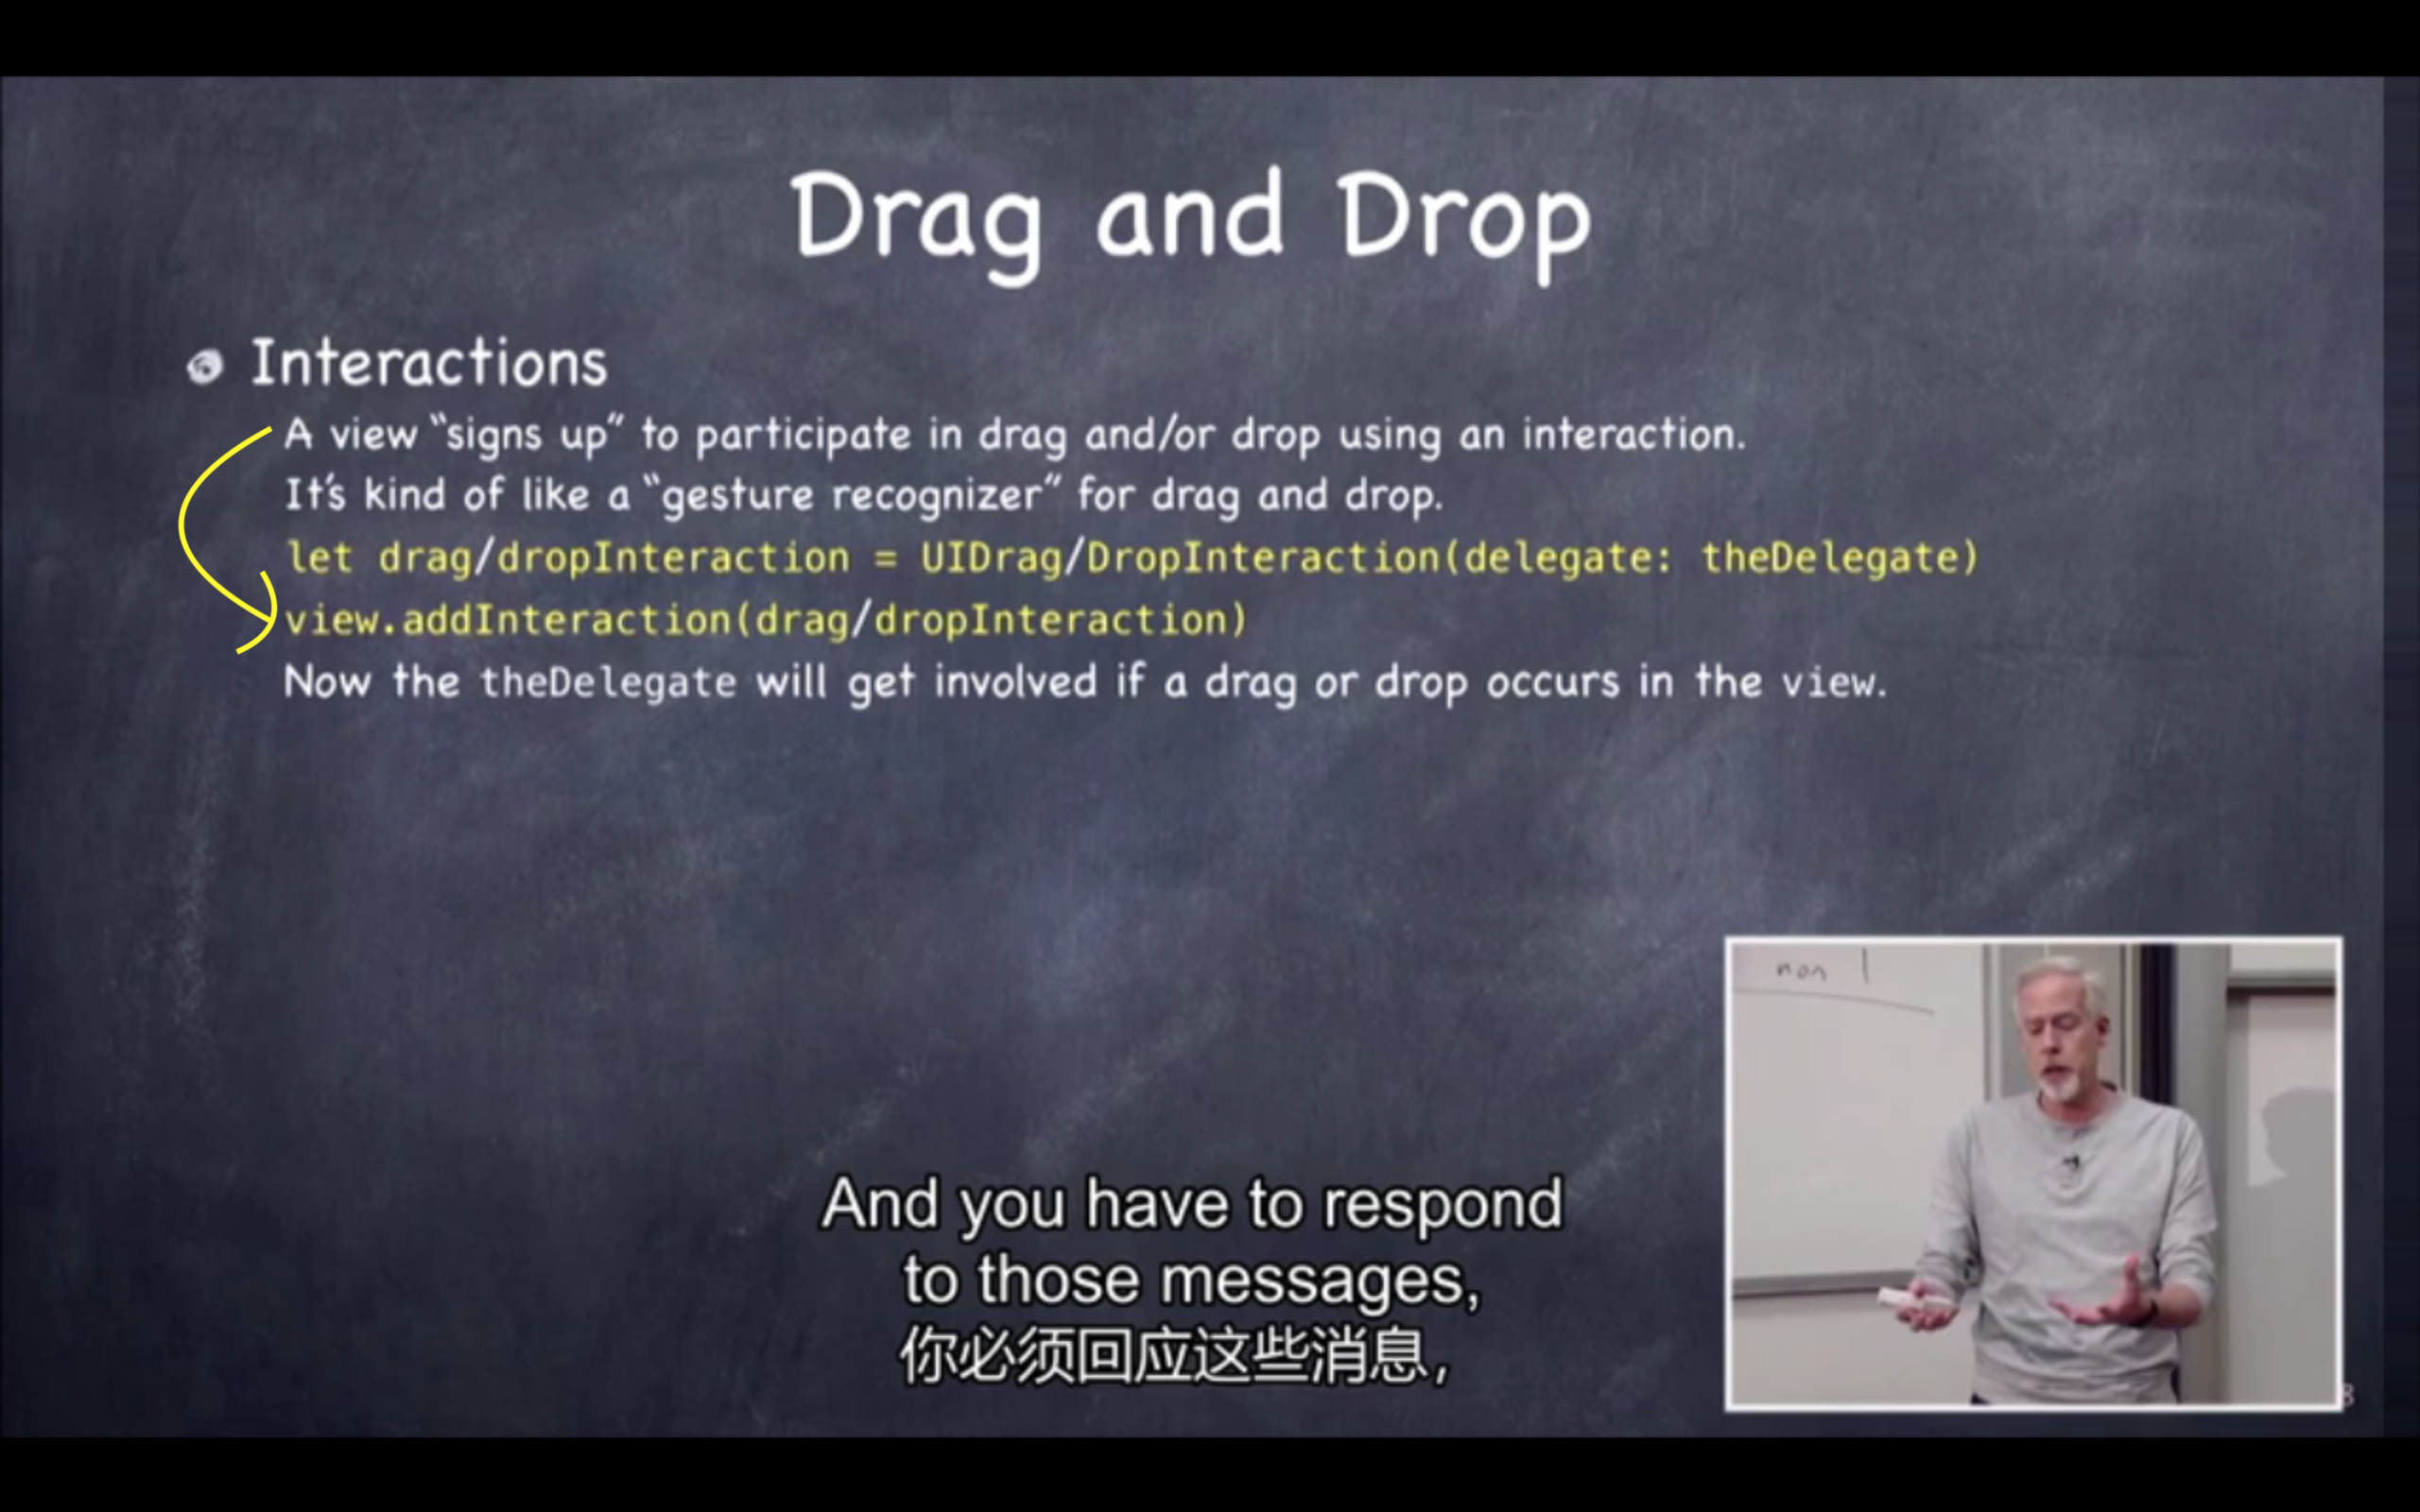 Drag and Drop
Interactions
A view “signs up” to participate in drag and/or drop using an interaction.
It’s kind of like a “gesture recognizer” for drag and drop.
let drag/dropInteraction = UIDrag/DropInteraction(delegate: theDelegate)
view.addInteraction(drag/dropInteraction)
Now the theDelegate will get involved if a drag or drop occurs in the view.
non
And you have to respond
to those messages,
你必须回应这些消息,